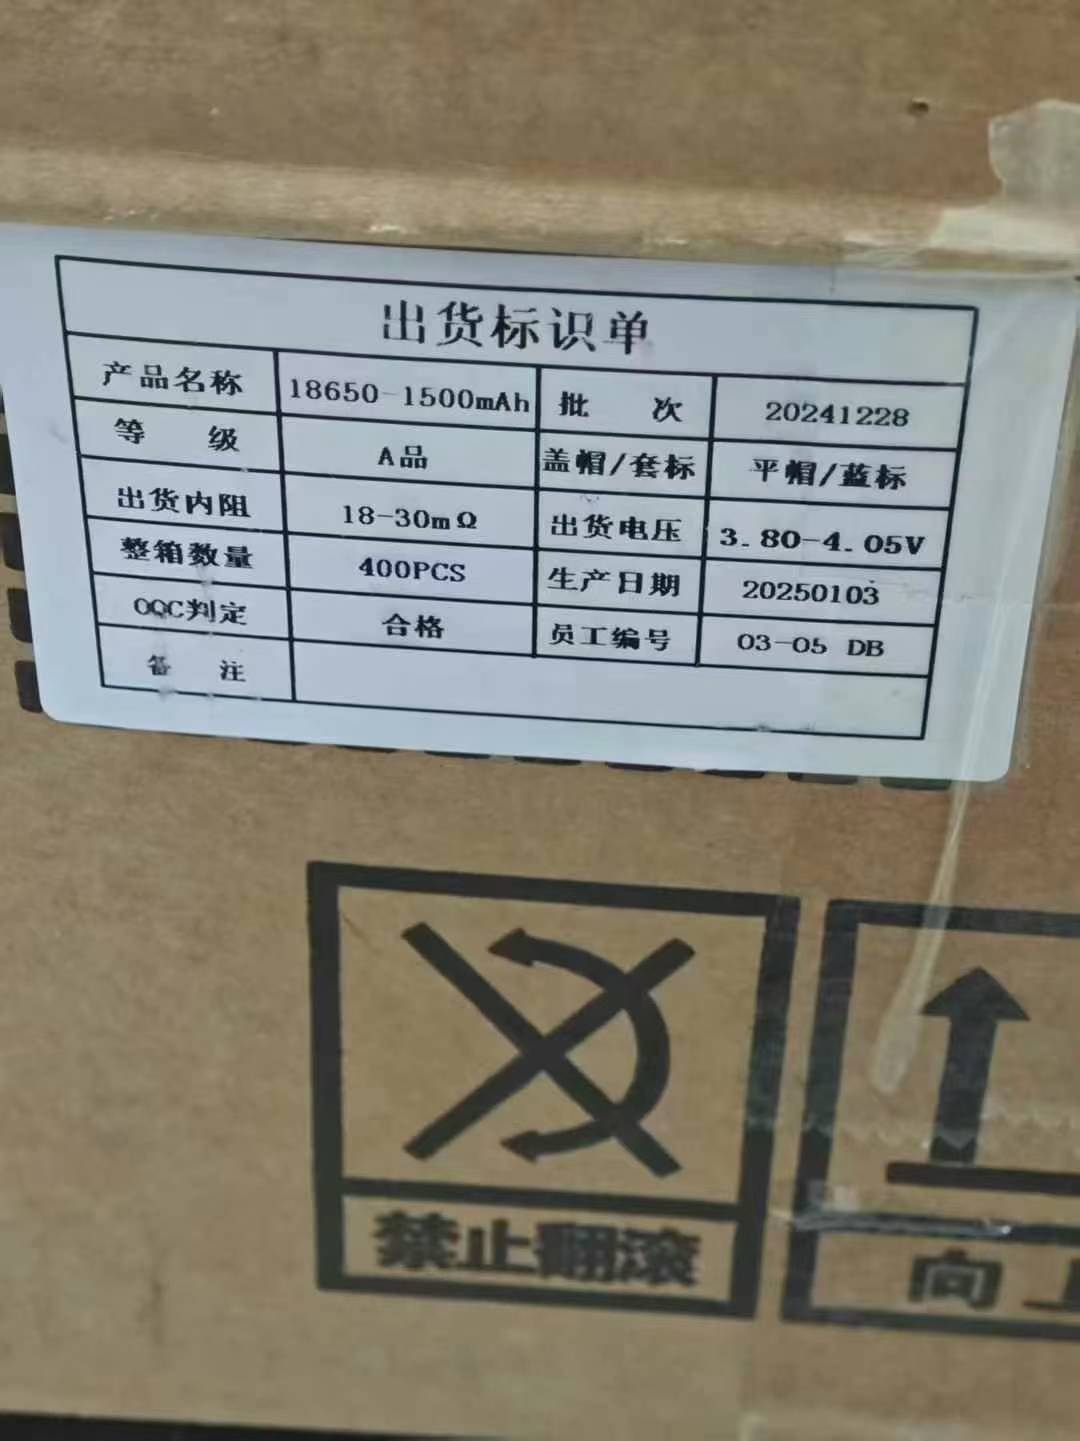 出货标识单
产品名称 18650-1500mAh 批 次 20241228
等 级 A品 盖帽/套标 平帽/蓝标
出货内阻 18-30mΩ 出货电压 3.80-4.05V
整箱数量 400PCS 生产日期 20250103
OQC判定 合格 员工编号 03-05 DB
备 注
禁止翻滚
向上